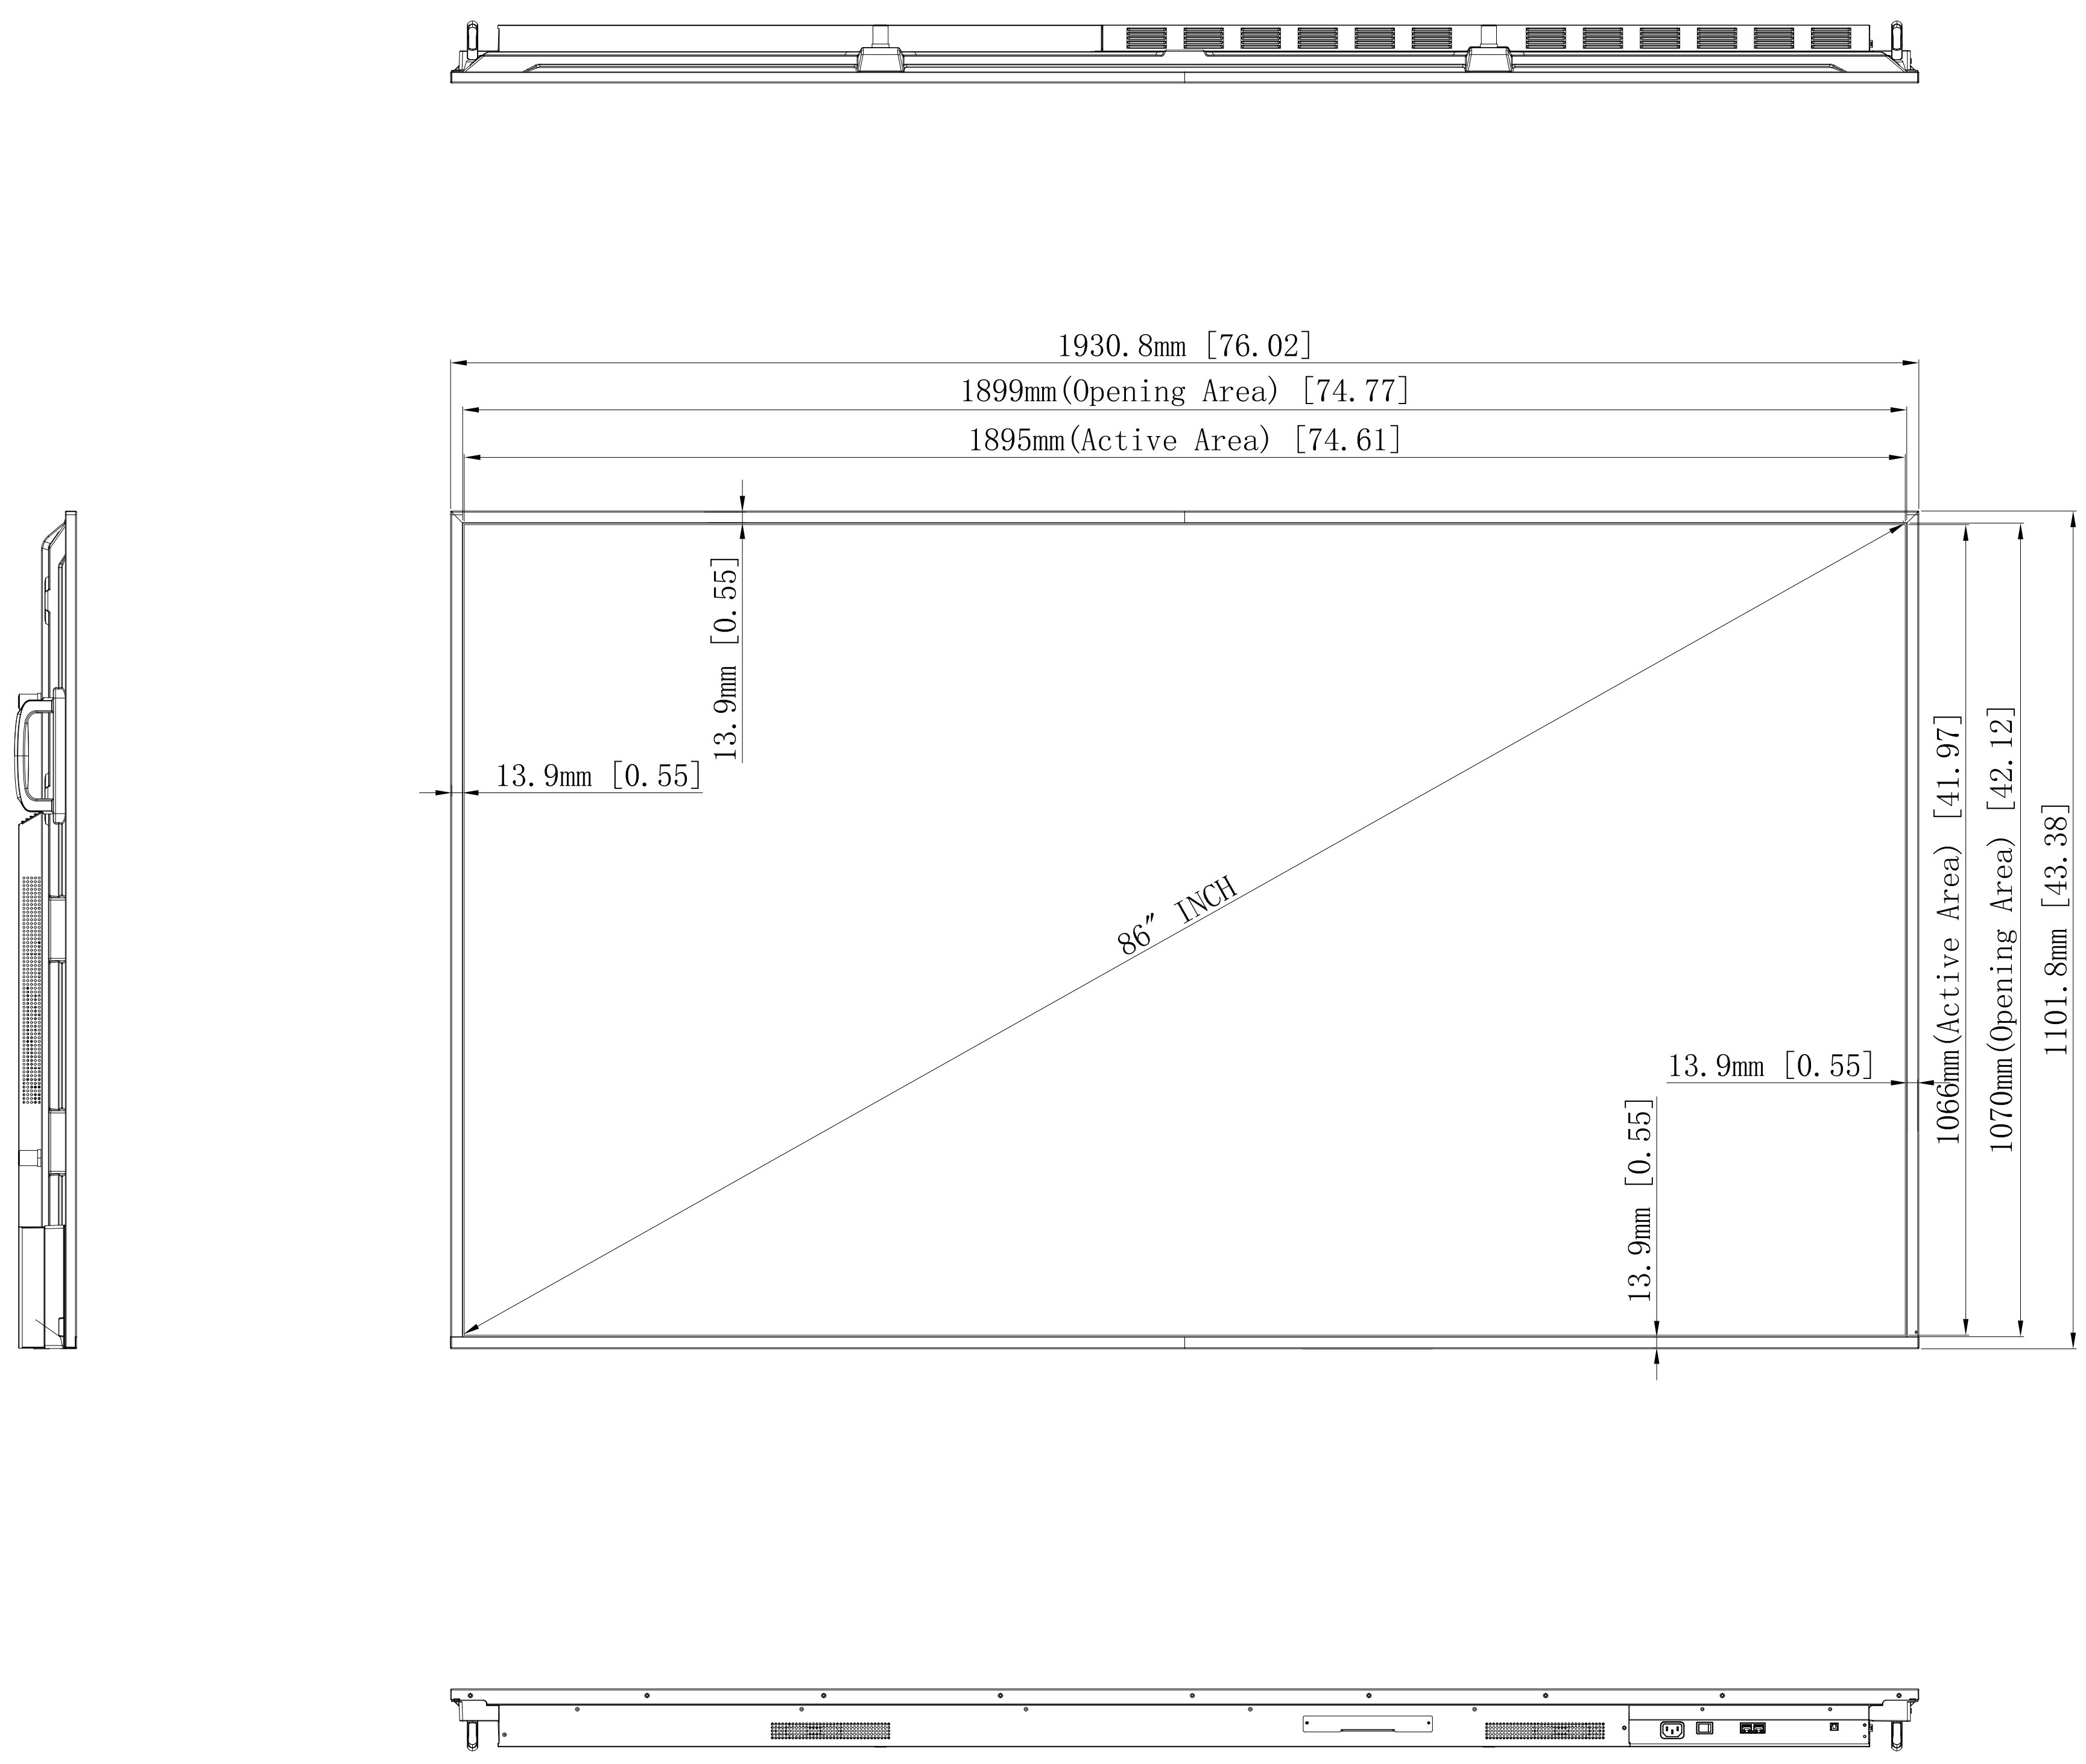 1930.8mm [76.02]
1899mm(Opening Area) [74.77]
1895mm(Active Area) [74.61]
13.9mm [0.55]
13.9mm [0.55]
86" INCH
13.9mm [0.55]
13.9mm [0.55]
1066mm(Active Area) [41.97]
1070mm(Opening Area) [42.12]
1101.8mm [43.38]